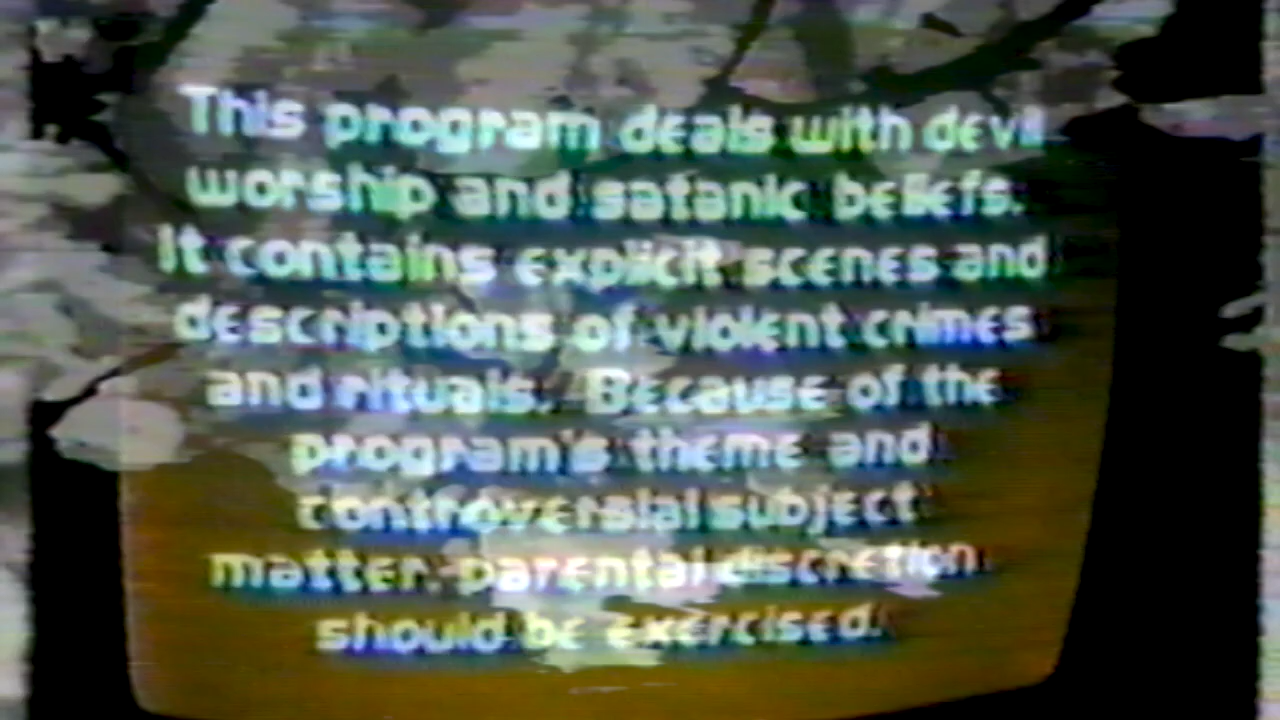 This program deals with devil
worship and satanic beliefs.
It contains explicit scenes and
descriptions of violent crimes
and rituals. Because of the
program's theme and
controversial subject
matter, parental discretion
should be exercised.